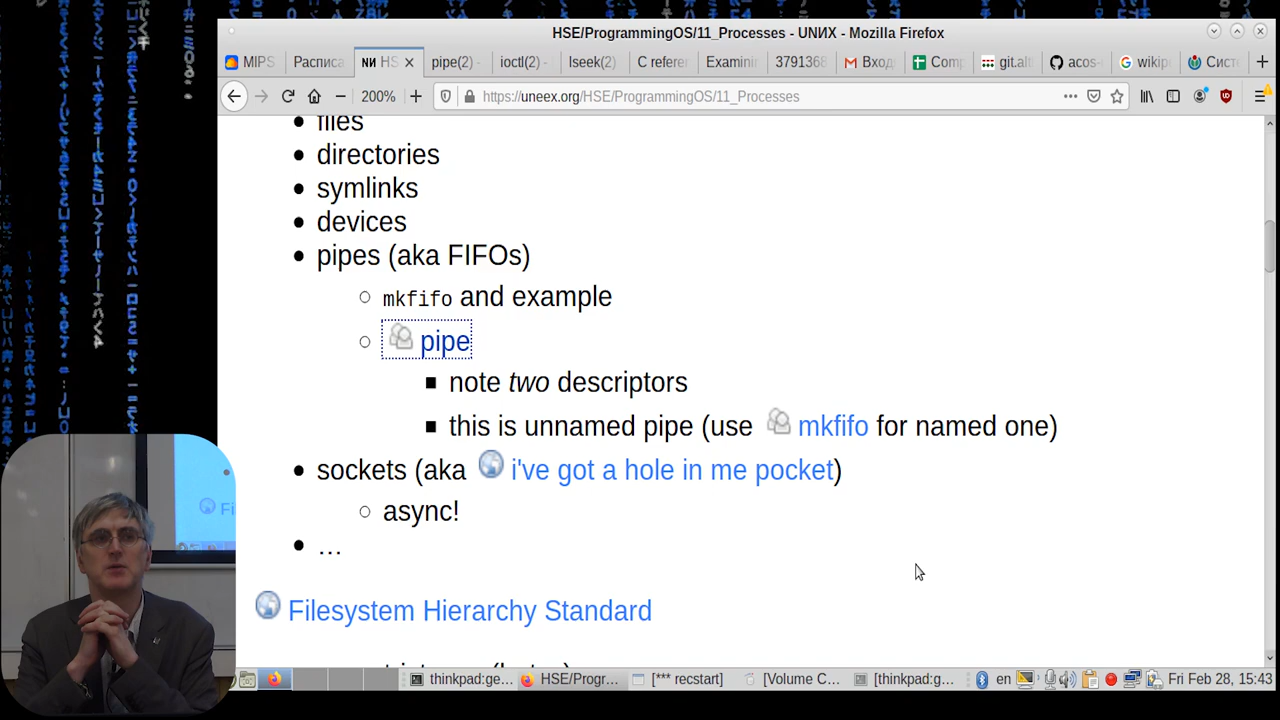 HSE/ProgrammingOS/11_Processes - UNИX - Mozilla Firefox
MIPS
Расписа
NИ HS
pipe(2) -
ioctl(2) -
lseek(2)
C referer
Examinin
3791368
Вход
Comp
git.alt
acos-
wikipe
Систе
200%
https://uneex.org/HSE/ProgrammingOS/11_Processes
files
directories
symlinks
devices
pipes (aka FIFOs)
mkfifo and example
pipe
note two descriptors
this is unnamed pipe (use mkfifo for named one)
sockets (aka i've got a hole in me pocket)
async!
…
Filesystem Hierarchy Standard
thinkpad:ge...
HSE/Progr...
[*** recstart]
[Volume C...
[thinkpad:g...
en
Fri Feb 28, 15:43